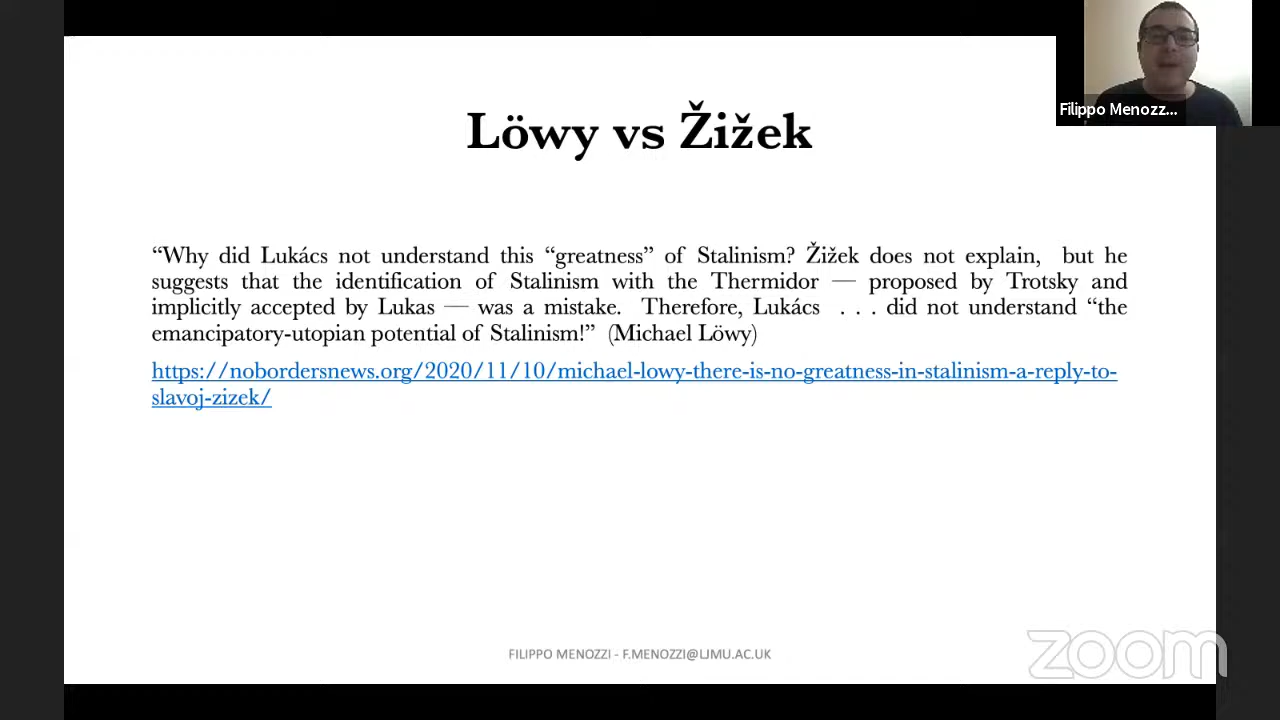 Löwy vs Žižek
Filippo Menozz...
“Why did Lukács not understand this “greatness” of Stalinism? Žižek does not explain, but he
suggests that the identification of Stalinism with the Thermidor — proposed by Trotsky and
implicitly accepted by Lukas — was a mistake. Therefore, Lukács . . . did not understand “the
emancipatory-utopian potential of Stalinism!” (Michael Löwy)
https://nobordersnews.org/2020/11/10/michael-lowy-there-is-no-greatness-in-stalinism-a-reply-to-
slavoj-zizek/
FILIPPO MENOZZI - F.MENOZZI@LJMU.AC.UK
zoom